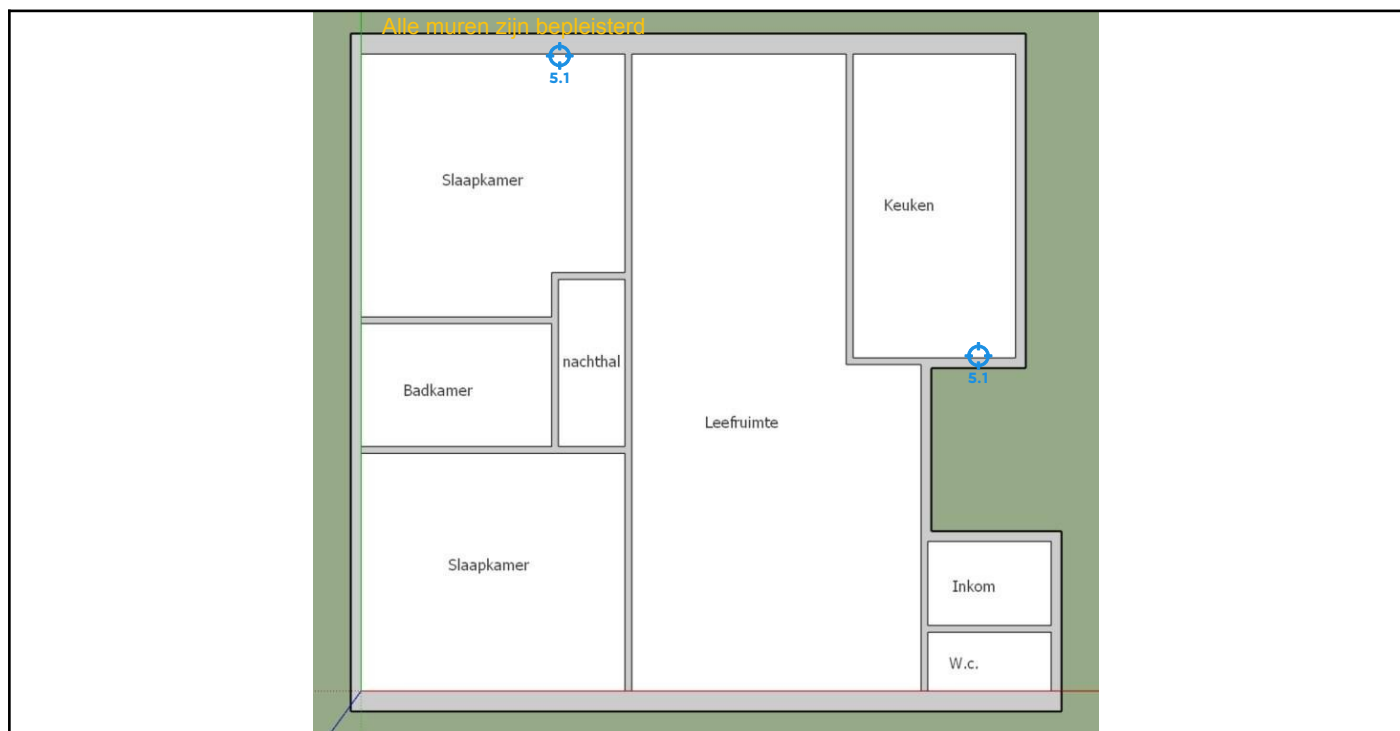 Alle muren zijn bepleisterd
5.1
Slaapkamer
Keuken
nachthal
5.1
Badkamer
Leefruimte
Slaapkamer
Inkom
W.c.